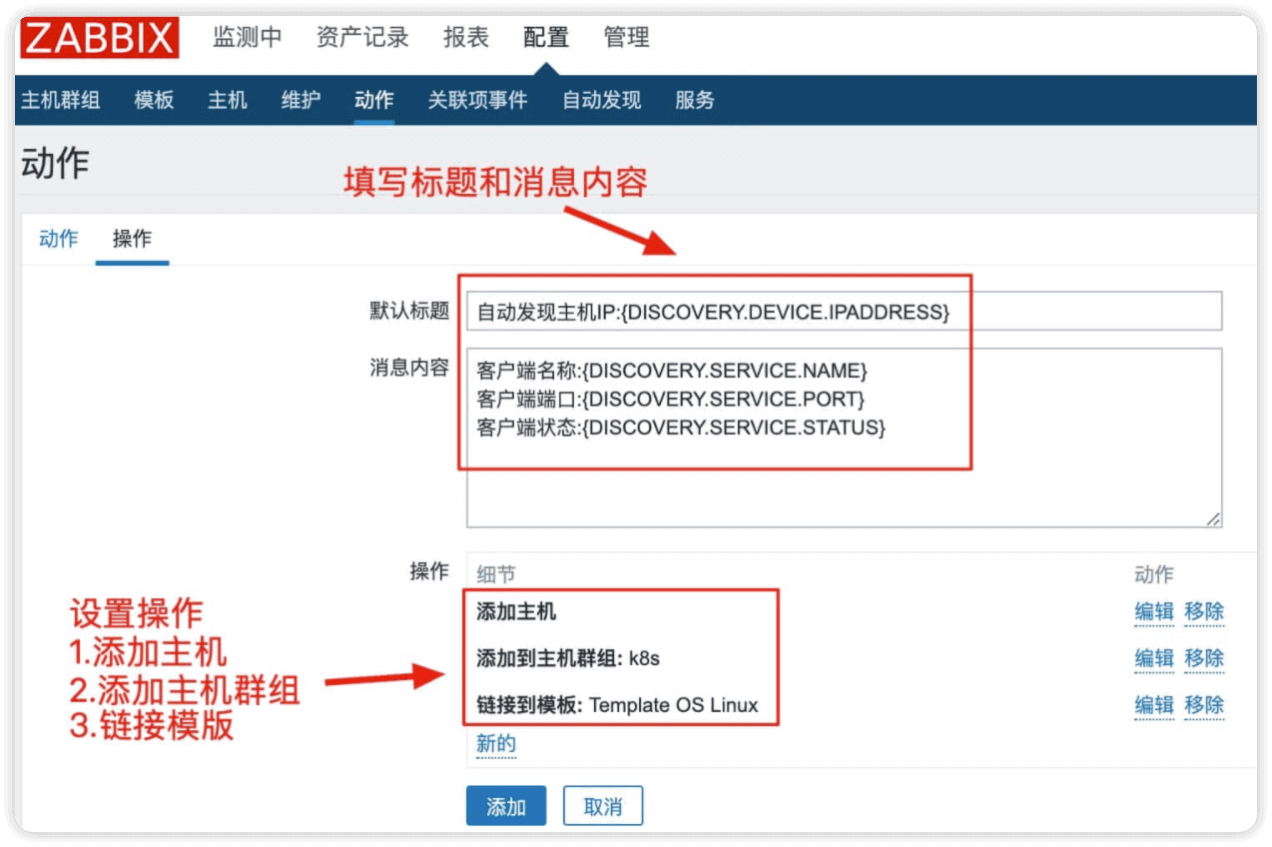 ZABBIX 监测中 资产记录 报表 配置 管理
主机群组 模板 主机 维护 动作 关联项事件 自动发现 服务
动作
填写标题和消息内容
动作 操作
默认标题 自动发现主机IP:{DISCOVERY.DEVICE.IPADDRESS}
消息内容 客户端名称:{DISCOVERY.SERVICE.NAME}
客户端端口:{DISCOVERY.SERVICE.PORT}
客户端状态:{DISCOVERY.SERVICE.STATUS}
操作 细节 动作
添加主机 编辑 移除
添加到主机群组: k8s 编辑 移除
链接到模板: Template OS Linux 编辑 移除
新的
设置操作
1.添加主机
2.添加主机群组
3.链接模版
添加 取消